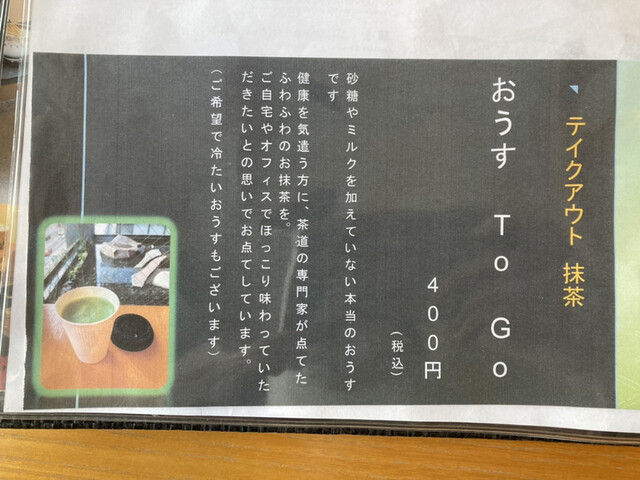 テイクアウト 抹茶
おうす To Go
400円
(税込)
砂糖やミルクを加えていない本当のおうす
です
健康を気遣う方に、茶道の専門家が点てた
ふわふわのお抹茶を。
ご自宅やオフィスでほっこり味わっていた
だきたいとの思いでお点てしています。
(ご希望で冷たいおうすもございます)